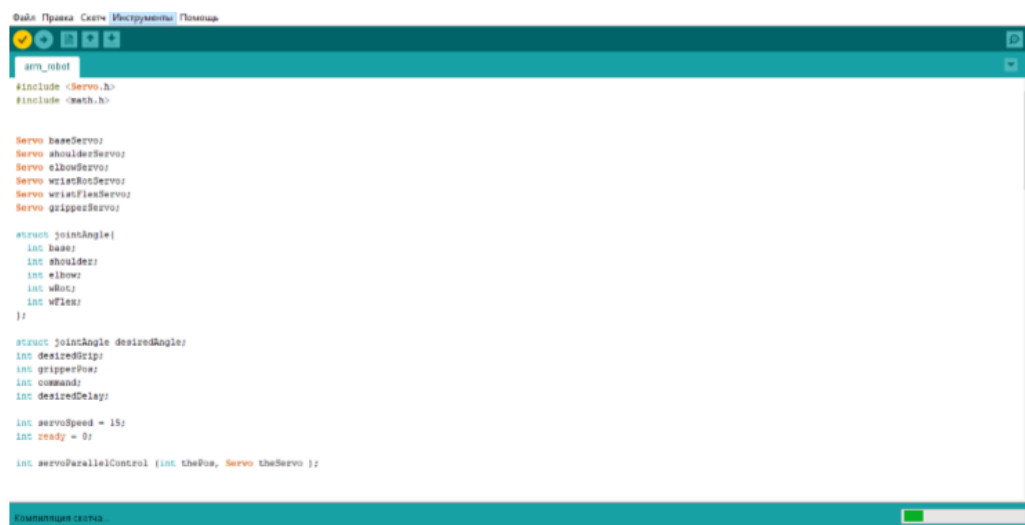 Файл Правка Скетч Инструменты Помощь
arm_robot
#include <Servo.h>
#include <math.h>
Servo baseServo;
Servo shoulderServo;
Servo elbowServo;
Servo wristRotServo;
Servo wristFlexServo;
Servo gripperServo;
struct jointAngle{
int base;
int shoulder;
int elbow;
int wRot;
int wFlex;
};
struct jointAngle desiredAngle;
int desiredGrip;
int gripperPos;
int command;
int desiredDelay;
int servoSpeed = 15;
int ready = 0;
int servoParallelControl (int thePos, Servo theServo );
Компиляция скетча...